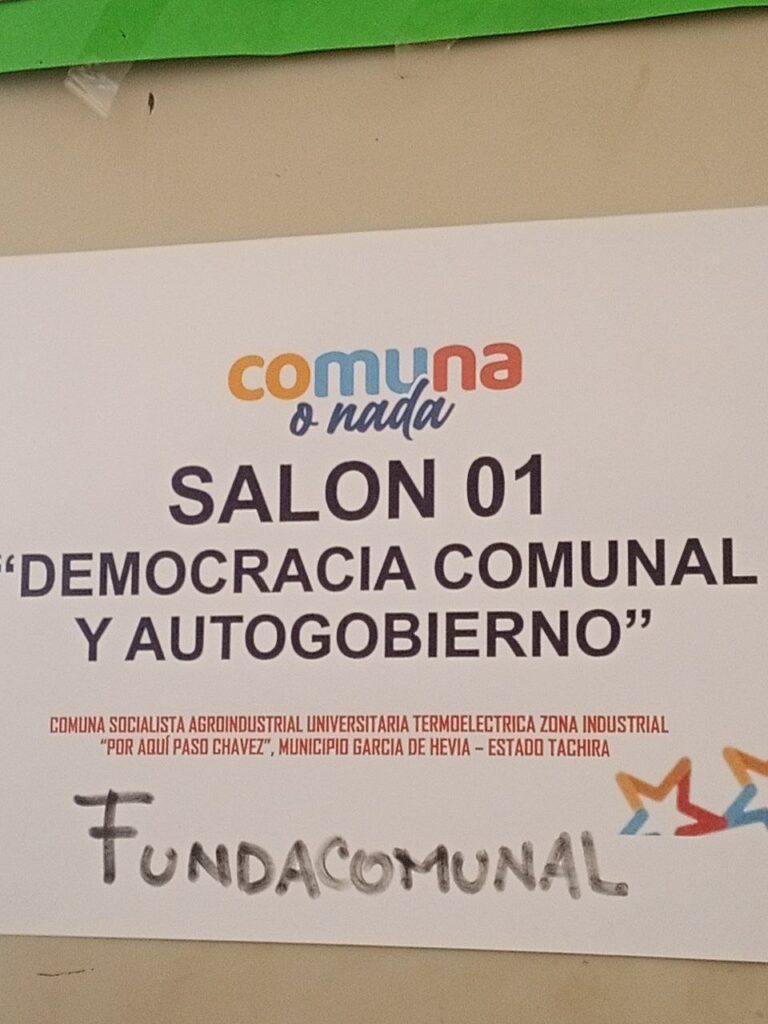 comuna
o nada
SALON 01
“DEMOCRACIA COMUNAL
Y AUTOGOBIERNO”
COMUNA SOCIALISTA AGROINDUSTRIAL UNIVERSITARIA TERMOELECTRICA ZONA INDUSTRIAL
“POR AQUÍ PASO CHAVEZ”, MUNICIPIO GARCIA DE HEVIA – ESTADO TACHIRA
FUNDACOMUNAL